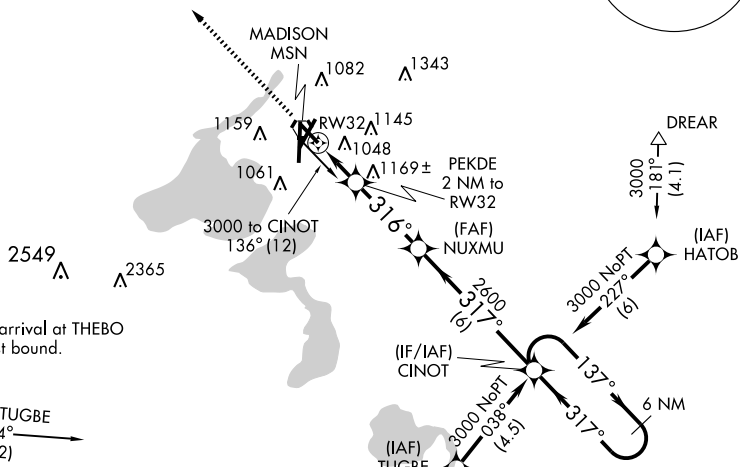 MADISON
MSN
1082
1343
1159
RW32
1145
1048
1061
1169±
DREAR
3000
181°
(4.1)
PEKDE
2 NM to
RW32
3000 to CINOT
136° (12)
316°
(FAF)
NUXMU
(IAF)
HATOB
3000 NoPT
227°
(6)
2549
2365
2600
317°
(6)
arrival at THEBO
t bound.
(IF/IAF)
CINOT
137°
6 NM
317°
3000 NoPT
038°
(4.5)
TUGBE
4°
2)
(IAF)
TUGBE